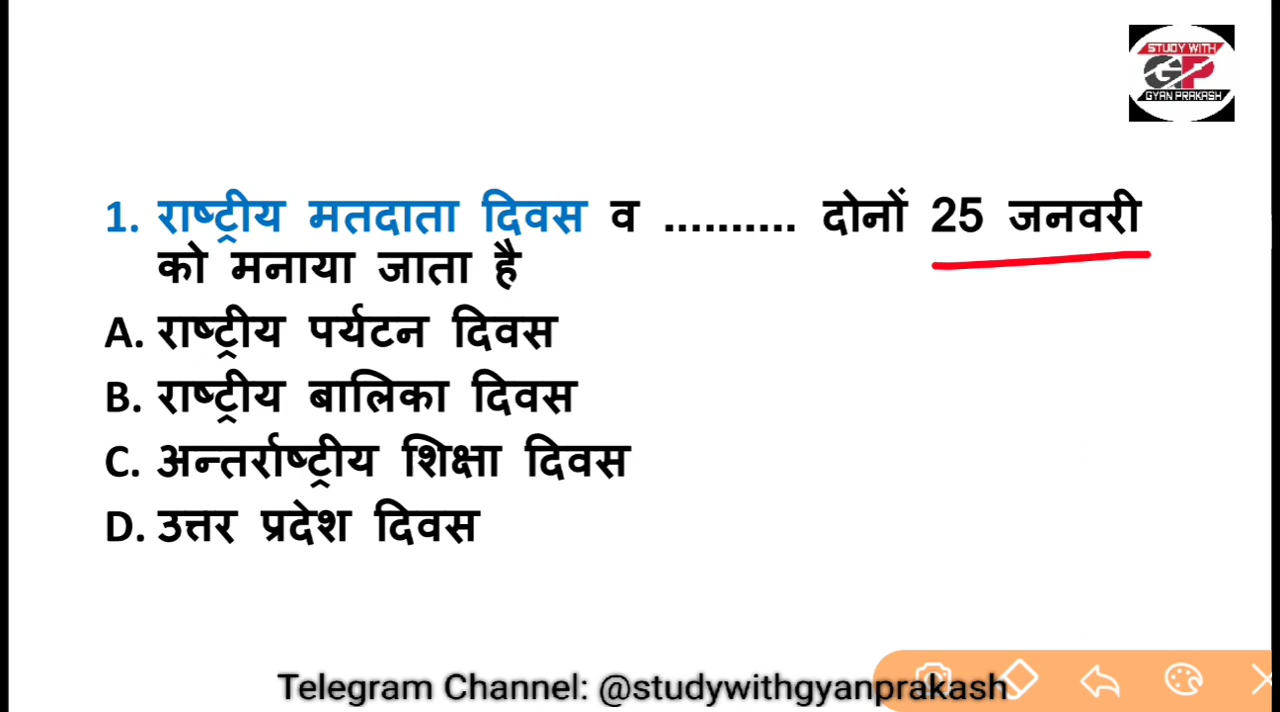 STUDY WITH
GP
GYAN PRAKASH
1. राष्ट्रीय मतदाता दिवस व .......... दोनों 25 जनवरी
को मनाया जाता है
A. राष्ट्रीय पर्यटन दिवस
B. राष्ट्रीय बालिका दिवस
C. अन्तर्राष्ट्रीय शिक्षा दिवस
D. उत्तर प्रदेश दिवस
Telegram Channel: @studywithgyanprakash